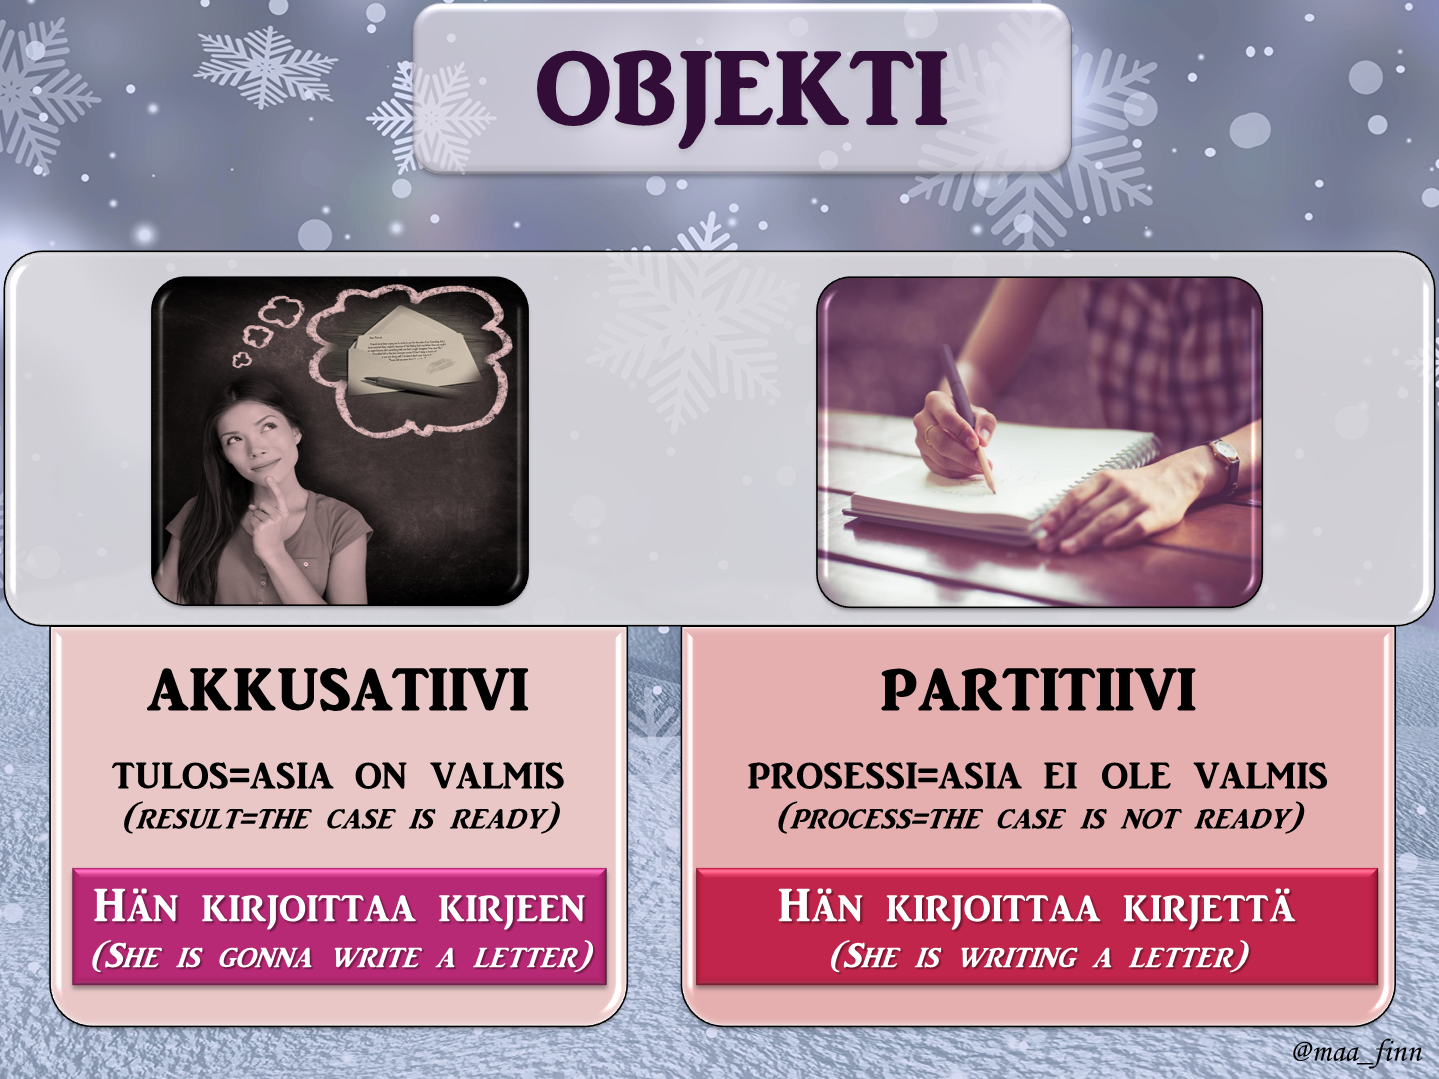 OBJEKTI
AKKUSATIIVI
TULOS=ASIA ON VALMIS
(RESULT=THE CASE IS READY)
HÄN KIRJOITTAA KIRJEEN
(SHE IS GONNA WRITE A LETTER)
PARTITIIVI
PROSESSI=ASIA EI OLE VALMIS
(PROCESS=THE CASE IS NOT READY)
HÄN KIRJOITTAA KIRJETTÄ
(SHE IS WRITING A LETTER)
@maa_finn